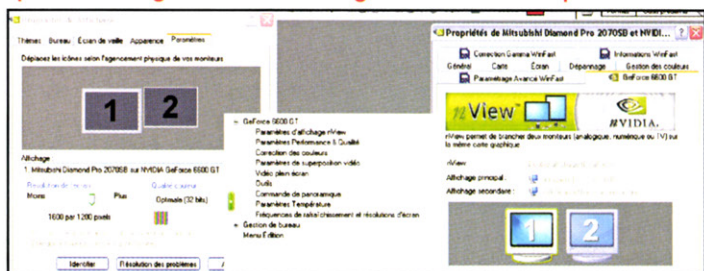 Thèmes Bureau Écran de veille Apparence Paramètres
Déplacez les icônes selon l'agencement physique de vos moniteurs
1 2
Affichage
1. Mitsubishi Diamond Pro 2070SB sur NVIDIA GeForce 6600 GT
Moins Plus
Optimale (32 bits)
1600 par 1200 pixels
Identifier
Résolution des problèmes
GeForce 6600 GT
Paramètres d'affichage nView
Paramètres Performance & Qualité
Correction des couleurs
Paramètres de superposition vidéo
Vidéo plein écran
Outils
Commande de panoramique
Paramètres Température
Fréquences de rafraîchissement et résolutions d'écran
Gestion de bureau
Menu Édition
Propriétés de Mitsubishi Diamond Pro 2070SB et NVIDI...
Correction Gamma WinFast
Informations WinFast
Général Carte Écran Dépannage Gestion des couleurs
Paramétrage Avancé WinFast
GeForce 6600 GT
nView
NVIDIA.
nView permet de brancher deux moniteurs (analogique, numérique ou TV) sur
la même carte graphique
nView
Affichage principal :
Affichage secondaire :
1 2